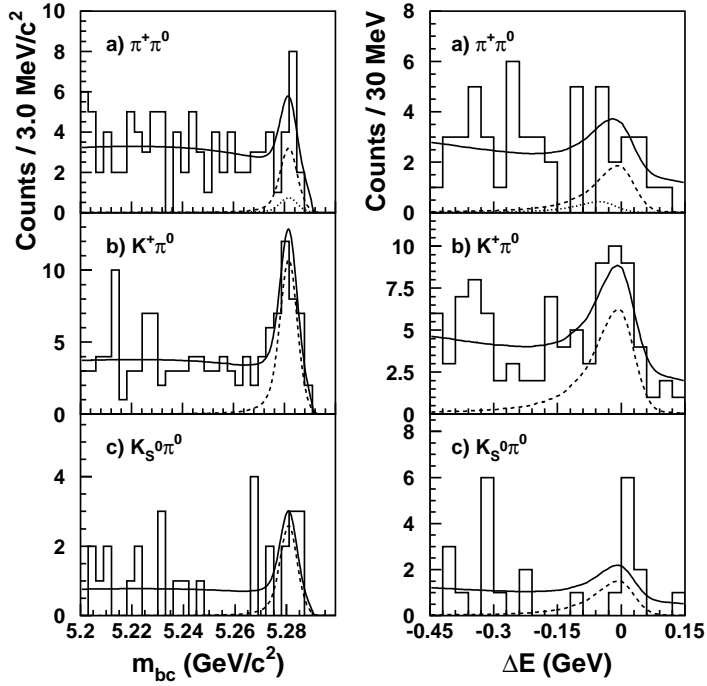 Counts / 3.0 MeV/c²
10
8
6
4
2
0
a) π⁺π⁰
10
5
0
b) K⁺π⁰
4
2
0
c) K_S⁰π⁰
5.2 5.22 5.24 5.26 5.28
m_bc (GeV/c²)
Counts / 30 MeV
8
6
4
2
0
a) π⁺π⁰
10
7.5
5
2.5
b) K⁺π⁰
8
6
4
2
0
c) K_S⁰π⁰
-0.45 -0.3 -0.15 0 0.15
ΔE (GeV)